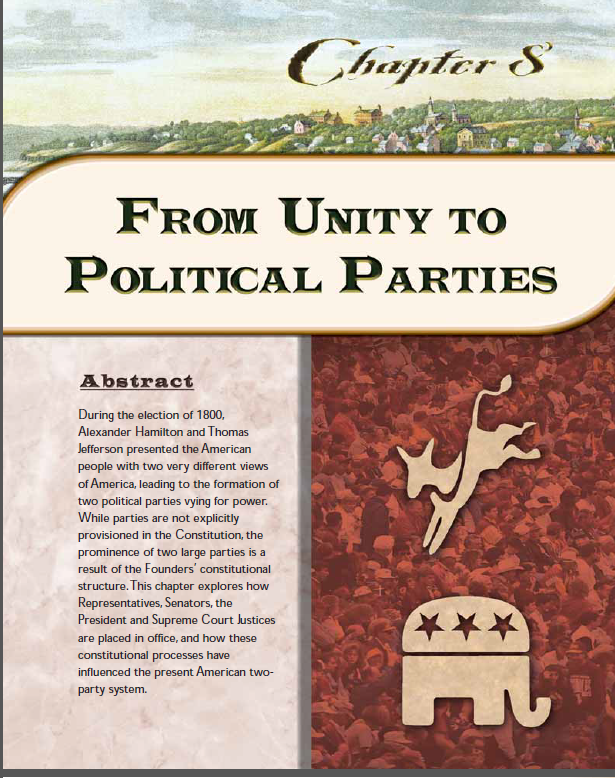 Chapter 8
From Unity to
Political Parties
Abstract
During the election of 1800,
Alexander Hamilton and Thomas
Jefferson presented the American
people with two very different views
of America, leading to the formation of
two political parties vying for power.
While parties are not explicitly
provisioned in the Constitution, the
prominence of two large parties is a
result of the Founders' constitutional
structure. This chapter explores how
Representatives, Senators, the
President and Supreme Court Justices
are placed in office, and how these
constitutional processes have
influenced the present American two-
party system.